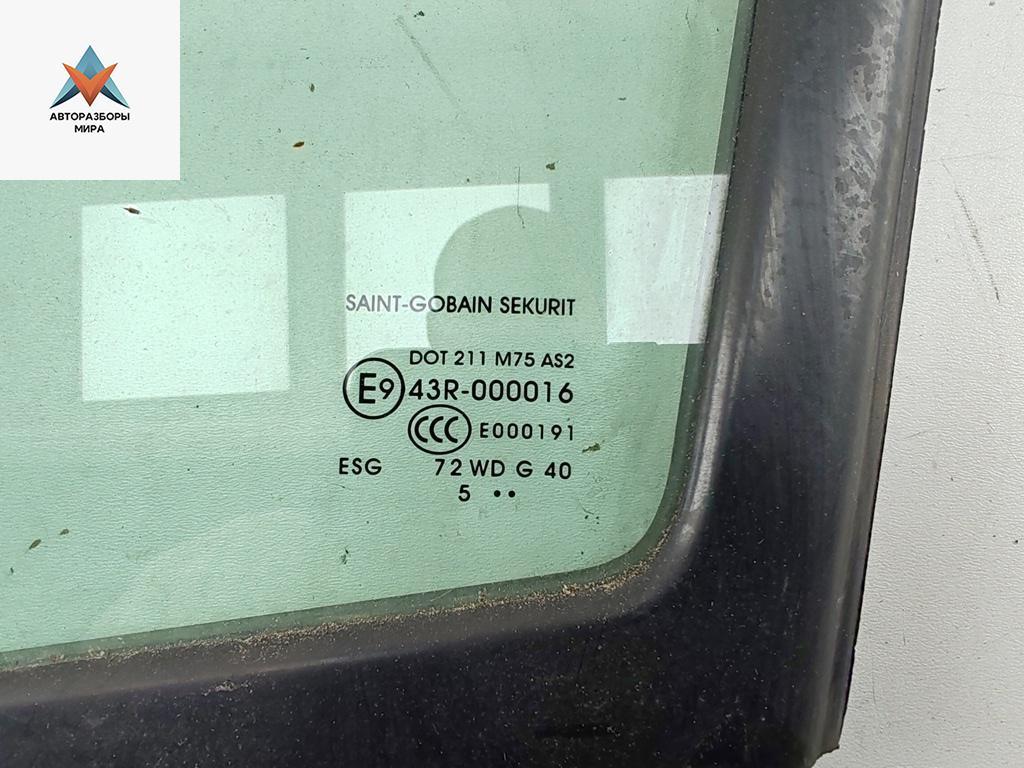 АВТОРАЗБОРЫ
МИРА
SAINT-GOBAIN SEKURIT
DOT 211 M75 AS2
E9 43R-000016
CCC E000191
ESG 72 WD G 40
5 ••